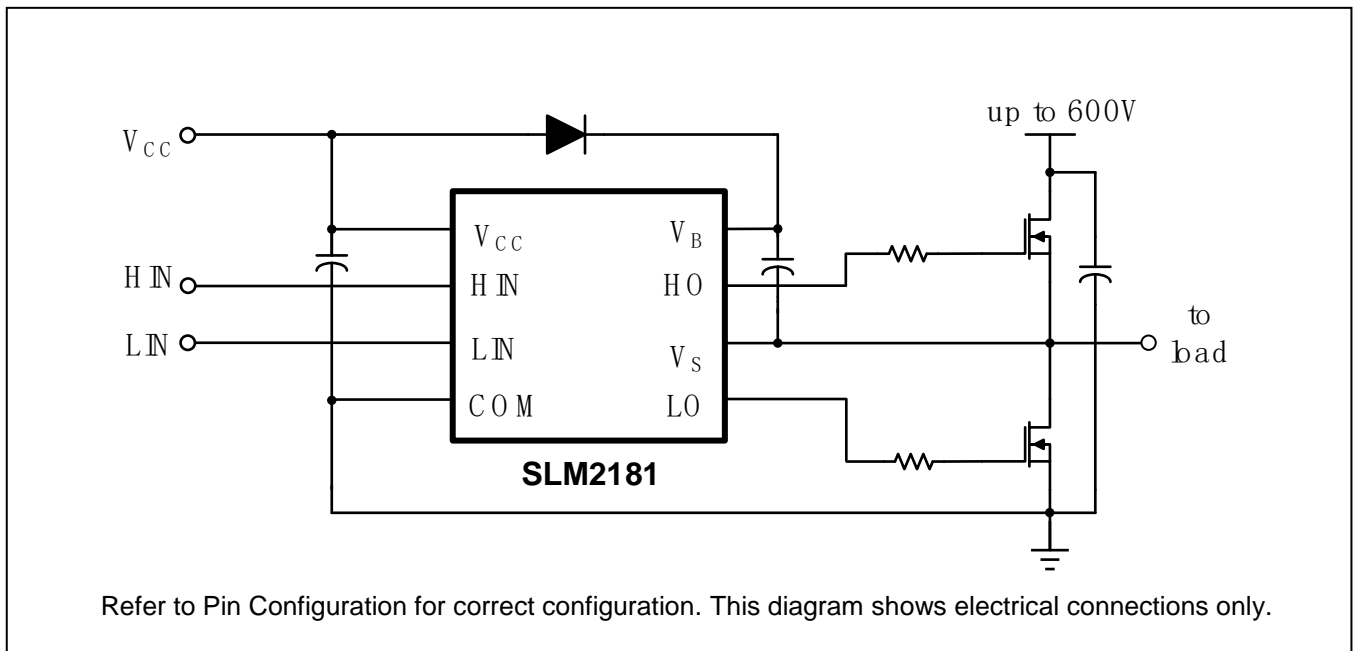 up to 600V
VCC
VCC
VB
HIN
HIN
HO
LIN
LIN
VS
to
load
COM
LO
SLM2181
Refer to Pin Configuration for correct configuration. This diagram shows electrical connections only.